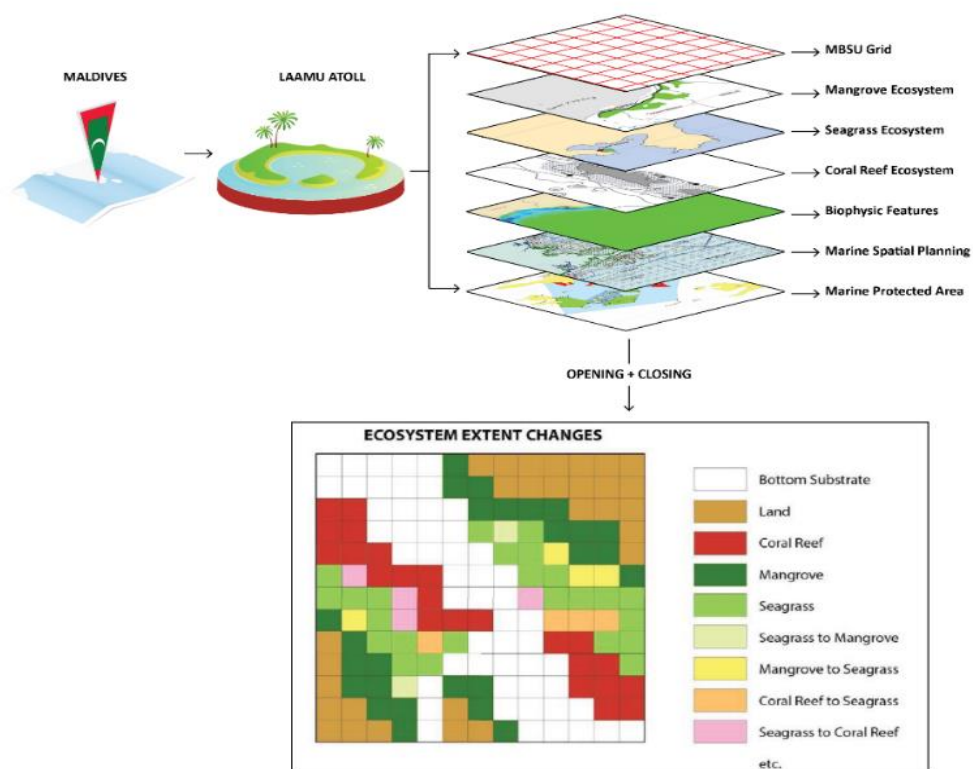 MALDIVES
LAAMU ATOLL
MBSU Grid
Mangrove Ecosystem
Seagrass Ecosystem
Coral Reef Ecosystem
Biophysic Features
Marine Spatial Planning
Marine Protected Area
OPENING + CLOSING
ECOSYSTEM EXTENT CHANGES
Bottom Substrate
Land
Coral Reef
Mangrove
Seagrass
Seagrass to Mangrove
Mangrove to Seagrass
Coral Reef to Seagrass
Seagrass to Coral Reef
etc.